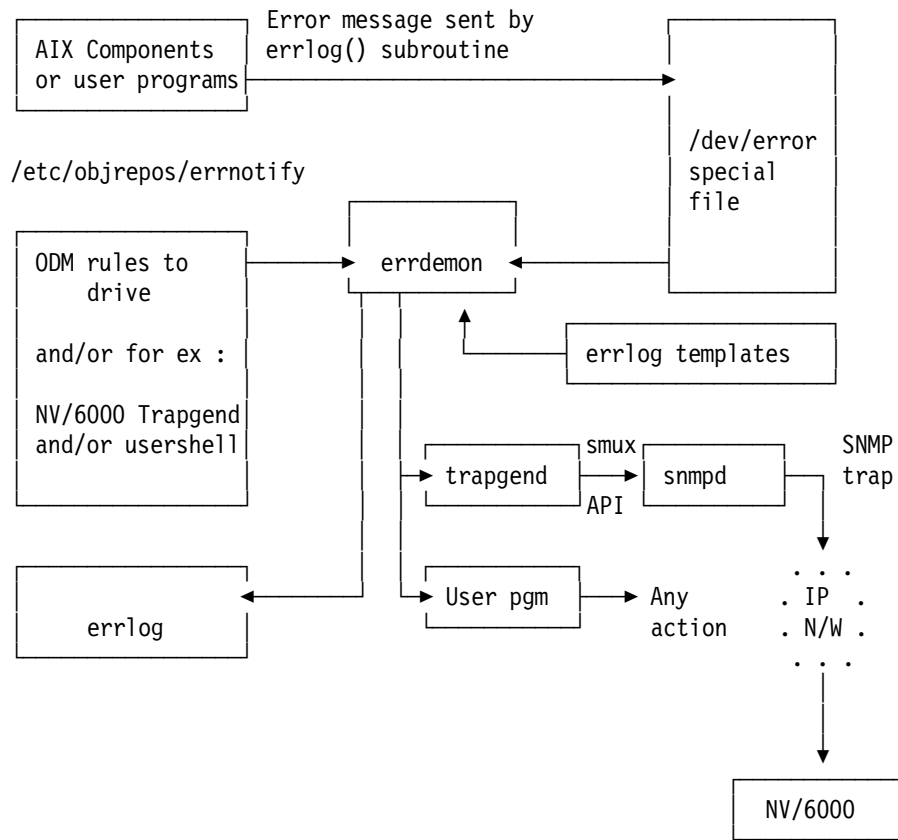 Error message sent by
errlog() subroutine
AIX Components
or user programs
/dev/error
special
file
/etc/objrepos/errnotify
ODM rules to
drive
and/or for ex :
NV/6000 Trapgend
and/or usershell
errdemon
errlog templates
trapgend
smux
API
snmpd
SNMP
trap
errlog
User pgm
Any
action
. . .
. IP .
. N/W .
. . .
NV/6000